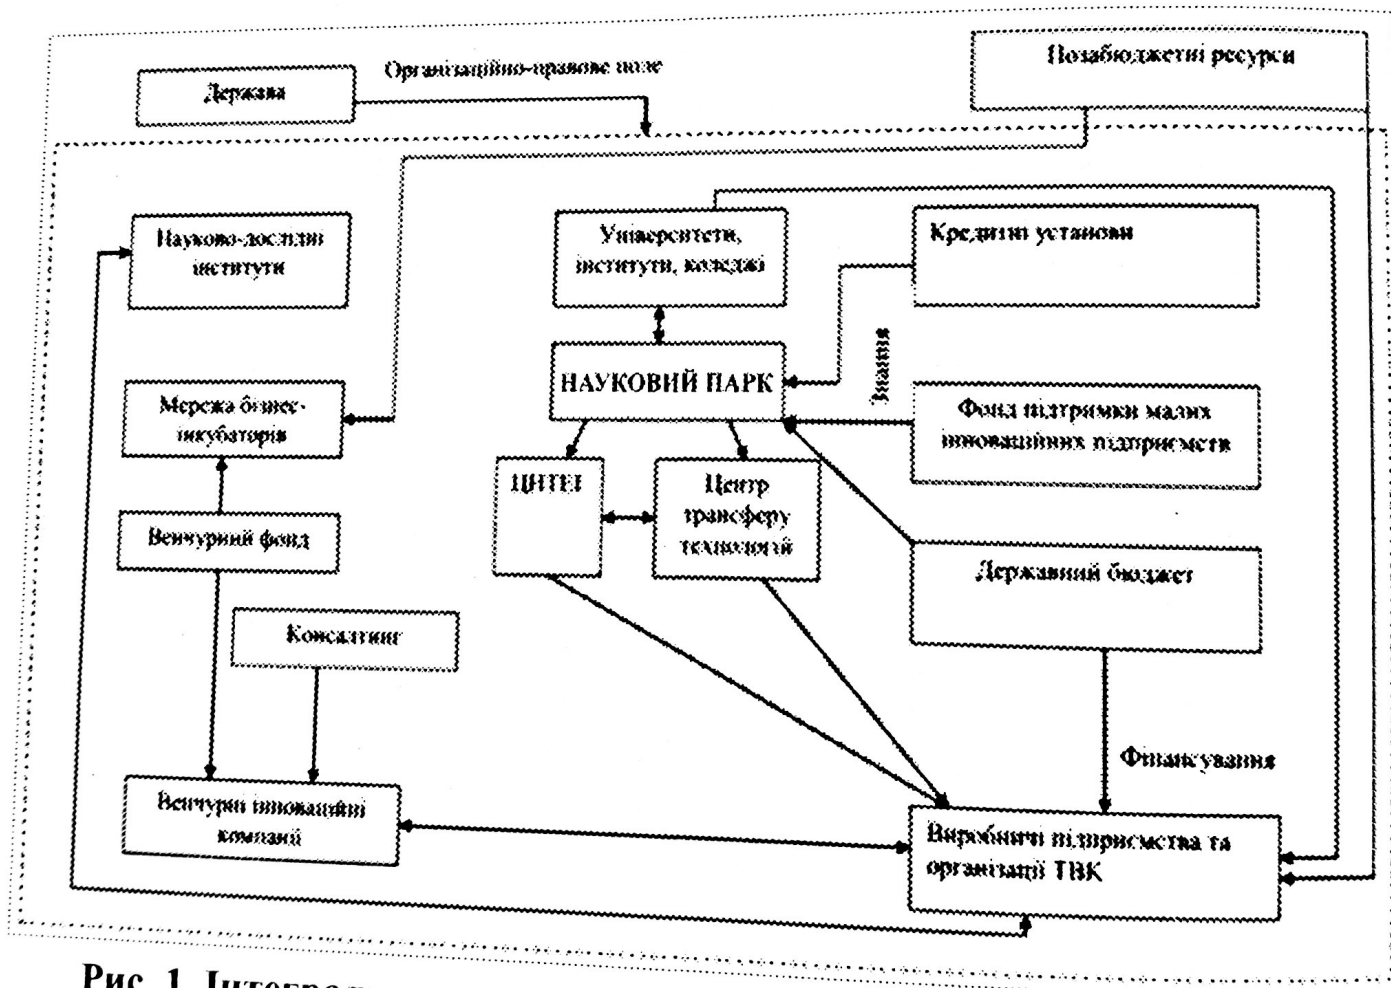 Держава
Організаційно-правове поле
Позабюджетні ресурси
Науково-дослідні
інститути
Університети,
інститути, коледжі
Кредитні установи
Знання
НАУКОВИЙ ПАРК
Мережа бізнес-
інкубаторів
Фонд підтримки малих
інноваційних підприємств
ЦНТЕІ
Центр
трансферу
технологій
Венчурний фонд
Державний бюджет
Консалтинг
Фінансування
Венчурні інноваційні
компанії
Виробничі підприємства та
організації ТВК
Рис. 1